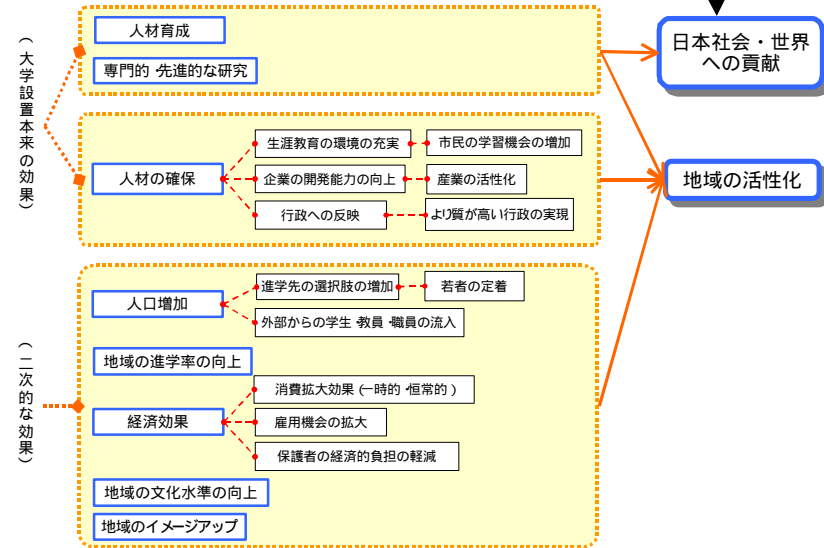 (大学設置本来の効果)
人材育成
専門的・先進的な研究
日本社会・世界
への貢献
人材の確保
生涯教育の環境の充実
市民の学習機会の増加
企業の開発能力の向上
産業の活性化
行政への反映
より質が高い行政の実現
地域の活性化
(二次的な効果)
人口増加
進学先の選択肢の増加
若者の定着
外部からの学生・教員・職員の流入
地域の進学率の向上
経済効果
消費拡大効果(一時的・恒常的)
雇用機会の拡大
保護者の経済的負担の軽減
地域の文化水準の向上
地域のイメージアップ